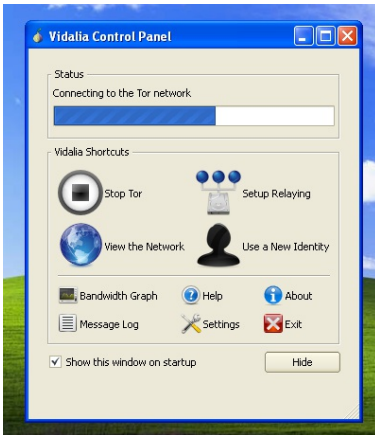 Vidalia Control Panel
Status
Connecting to the Tor network
Vidalia Shortcuts
Stop Tor
Setup Relaying
View the Network
Use a New Identity
Bandwidth Graph
Help
About
Message Log
Settings
Exit
Show this window on startup
Hide